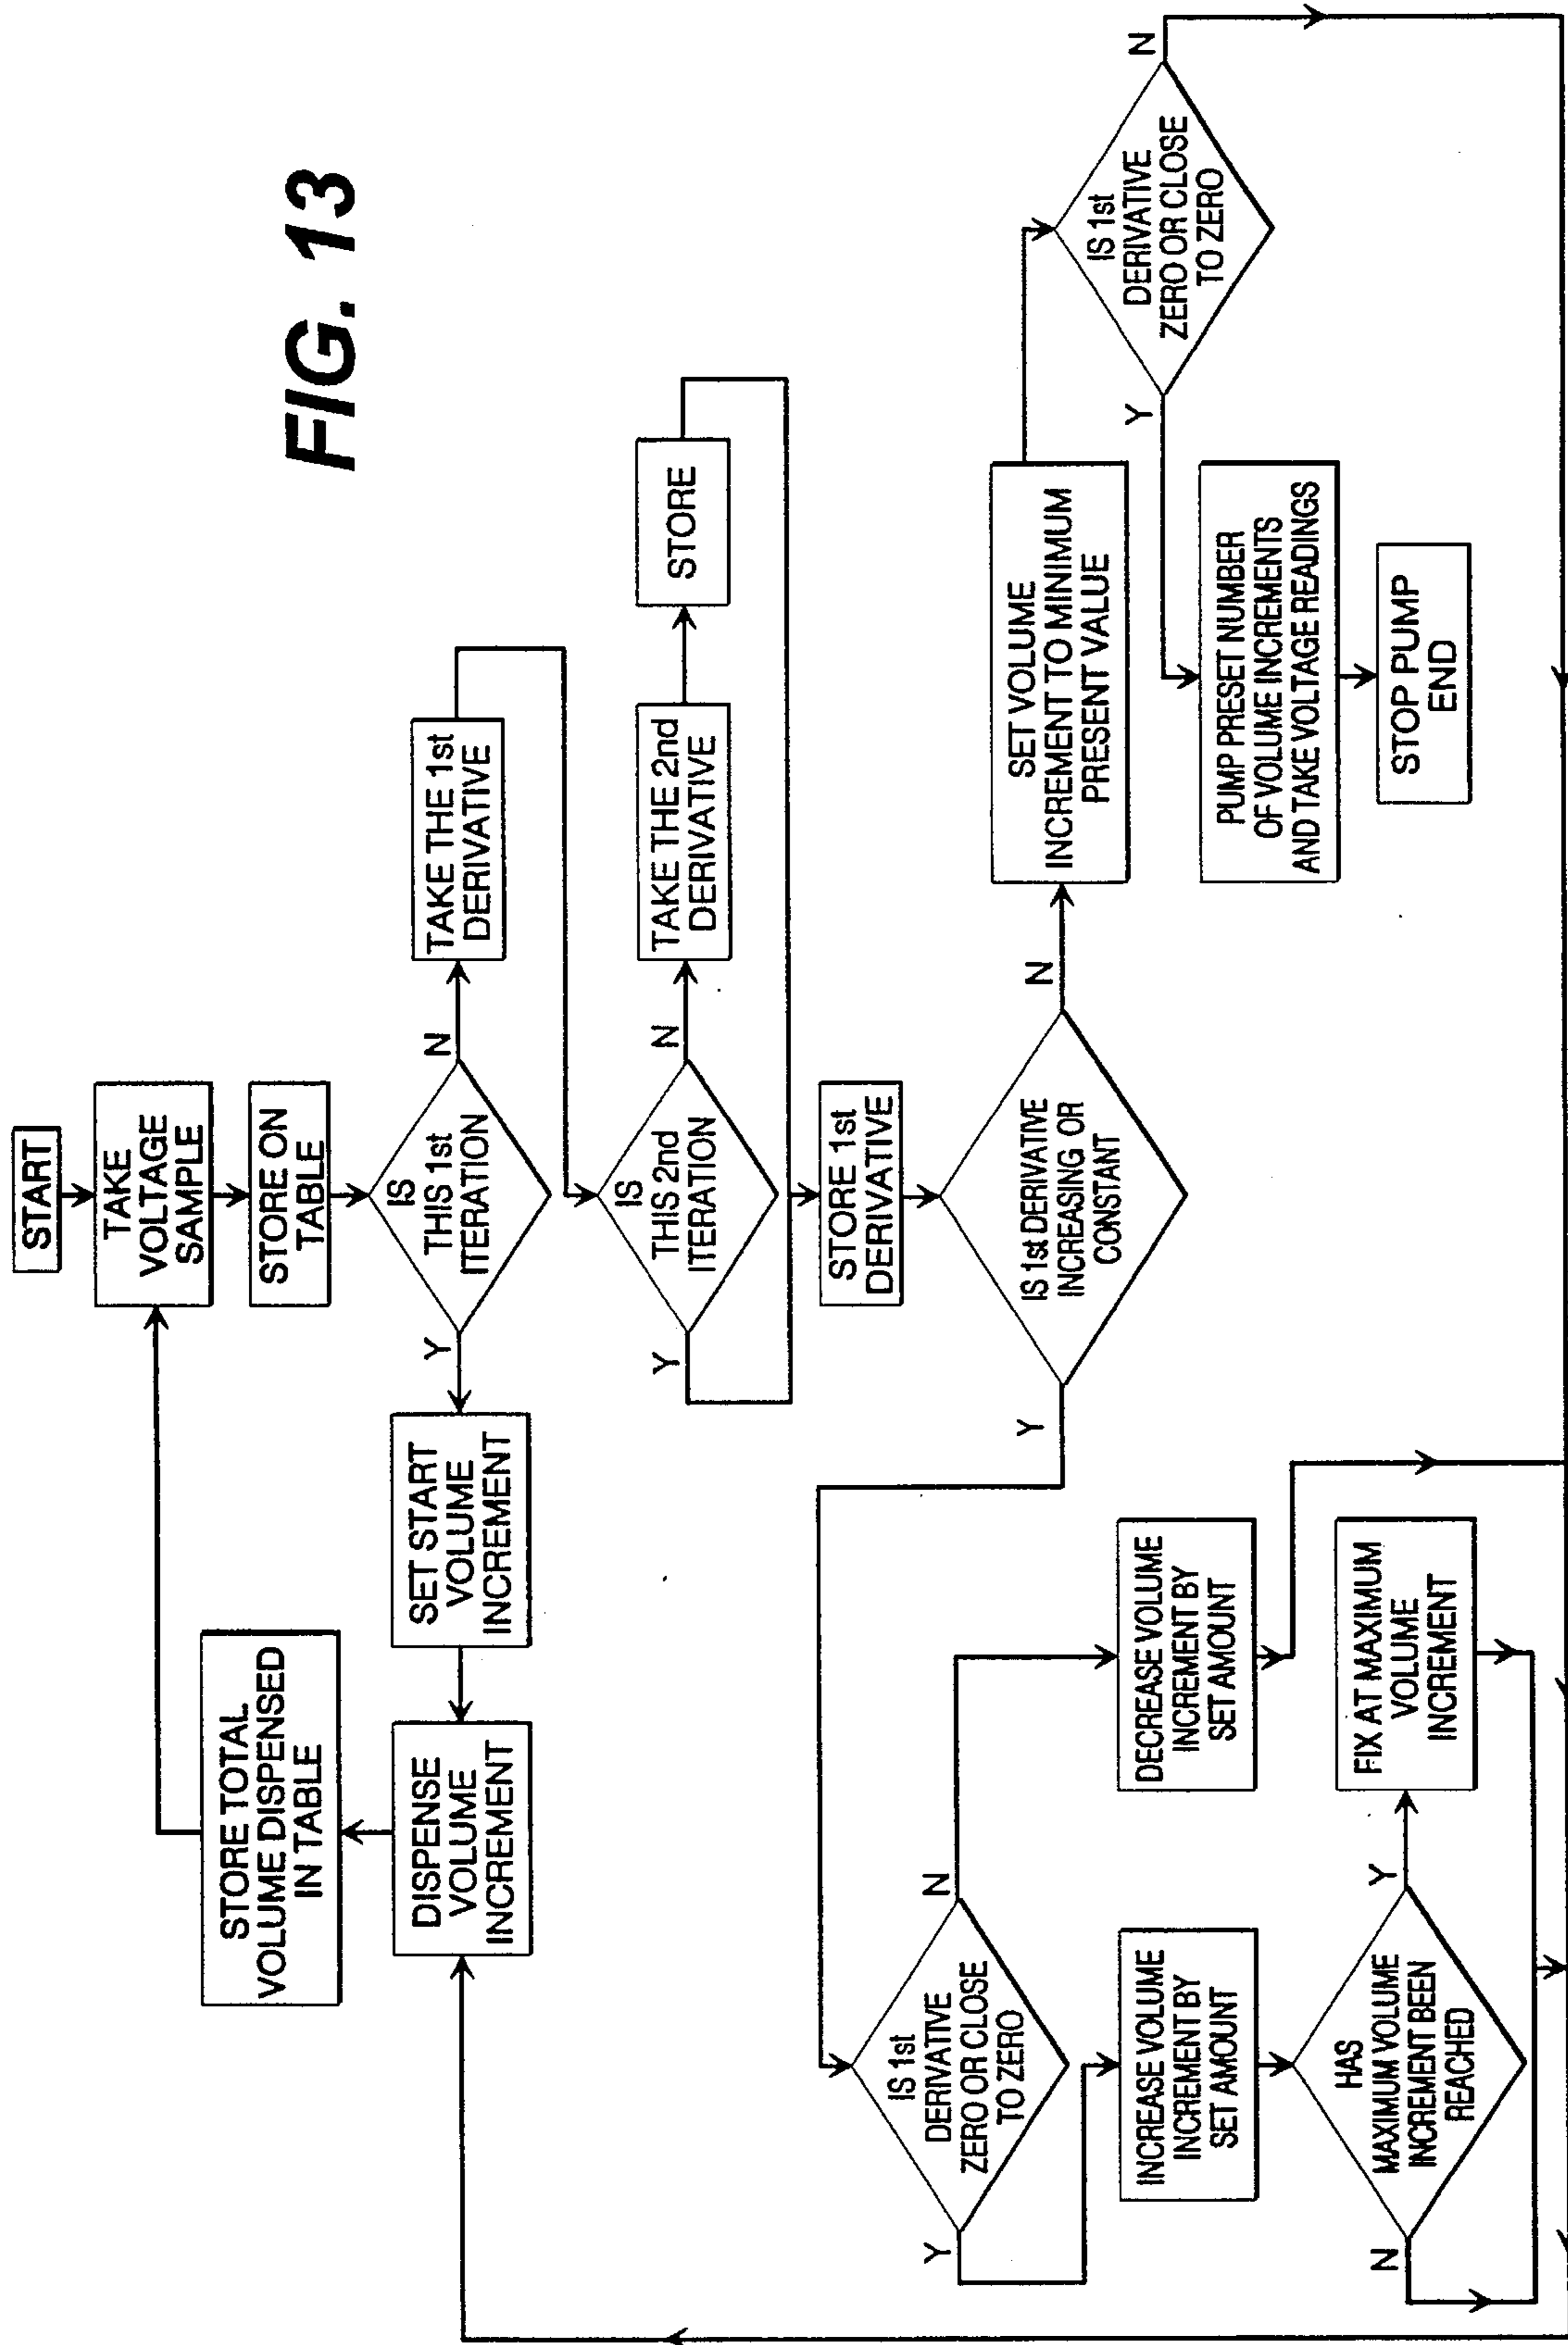 FIG. 13
START
TAKE
VOLTAGE
SAMPLE
STORE ON
TABLE
IS
THIS 1st
ITERATION
Y
N
SET START
VOLUME
INCREMENT
DISPENSE
VOLUME
INCREMENT
STORE TOTAL
VOLUME DISPENSED
IN TABLE
TAKE THE 1st
DERIVATIVE
IS
THIS 2nd
ITERATION
Y
N
TAKE THE 2nd
DERIVATIVE
STORE
STORE 1st
DERIVATIVE
IS 1st DERIVATIVE
INCREASING OR
CONSTANT
Y
N
IS 1st
DERIVATIVE
ZERO OR CLOSE
TO ZERO
Y
N
INCREASE VOLUME
INCREMENT BY
SET AMOUNT
DECREASE VOLUME
INCREMENT BY
SET AMOUNT
HAS
MAXIMUM VOLUME
INCREMENT BEEN
REACHED
N
Y
FIX AT MAXIMUM
VOLUME
INCREMENT
SET VOLUME
INCREMENT TO MINIMUM
PRESENT VALUE
IS 1st
DERIVATIVE
ZERO OR CLOSE
TO ZERO
Y
N
PUMP PRESET NUMBER
OF VOLUME INCREMENTS
AND TAKE VOLTAGE READINGS
STOP PUMP
END